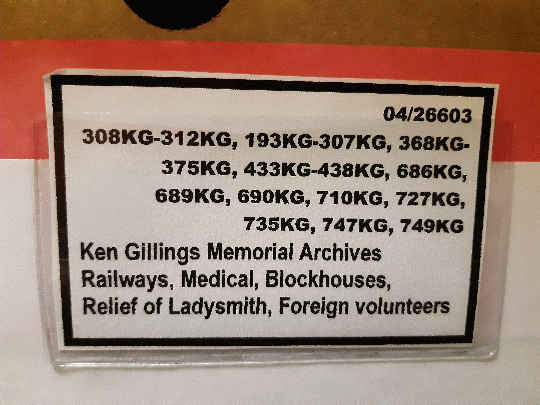 04/26603
308KG-312KG, 193KG-307KG, 368KG-
375KG, 433KG-438KG, 686KG,
689KG, 690KG, 710KG, 727KG,
735KG, 747KG, 749KG
Ken Gillings Memorial Archives
Railways, Medical, Blockhouses,
Relief of Ladysmith, Foreign volunteers